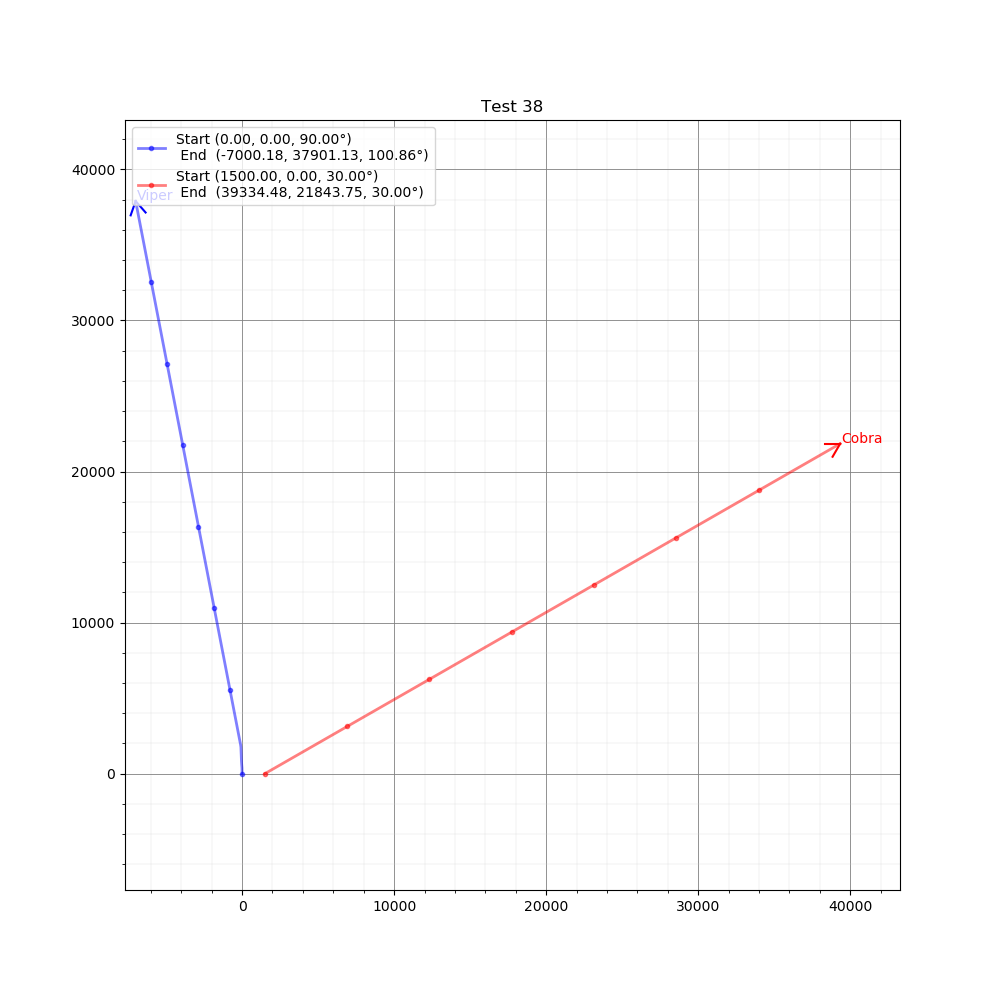 Test 38
Start (0.00, 0.00, 90.00°)
End (-7000.18, 37901.13, 100.86°)
Start (1500.00, 0.00, 30.00°)
End (39334.48, 21843.75, 30.00°)
Viper
Cobra
40000
30000
20000
10000
0
0 10000 20000 30000 40000